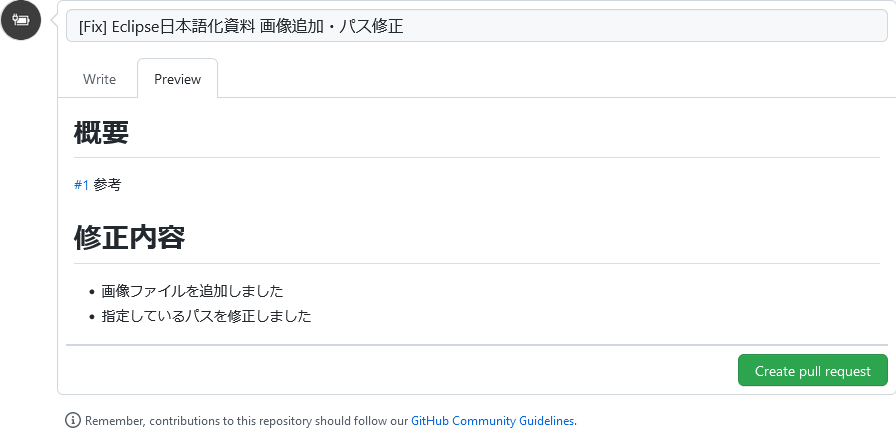 [Fix] Eclipse日本語化資料 画像追加・パス修正
Write Preview
概要
#1 参考
修正内容
• 画像ファイルを追加しました
• 指定しているパスを修正しました
Create pull request
Remember, contributions to this repository should follow our GitHub Community Guidelines.